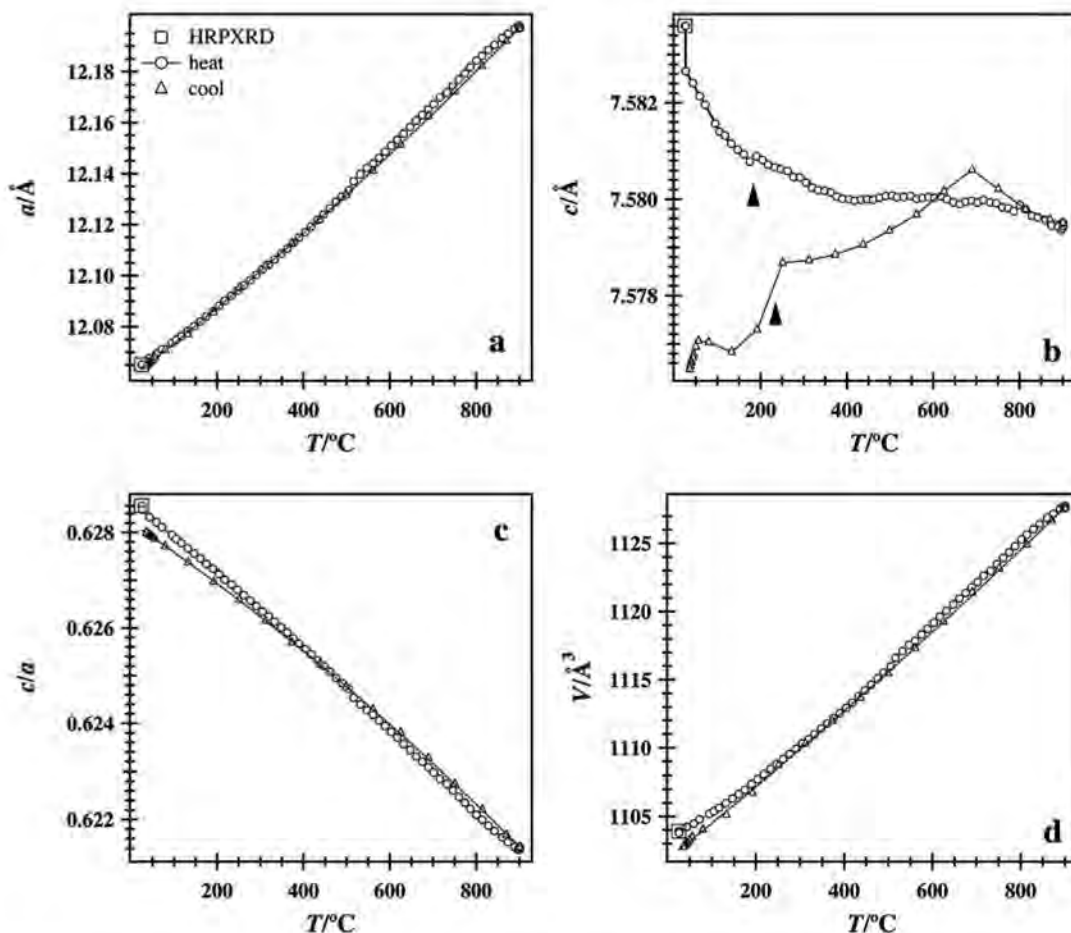 12.18
12.16
12.14
12.12
12.10
12.08
a/Å
HRPXRD
heat
cool
a
200 400 600 800
T/°C
7.582
7.580
7.578
c/Å
b
200 400 600 800
T/°C
0.628
0.626
0.624
0.622
c/a
c
200 400 600 800
T/°C
1125
1120
1115
1110
1105
V/Å³
d
200 400 600 800
T/°C